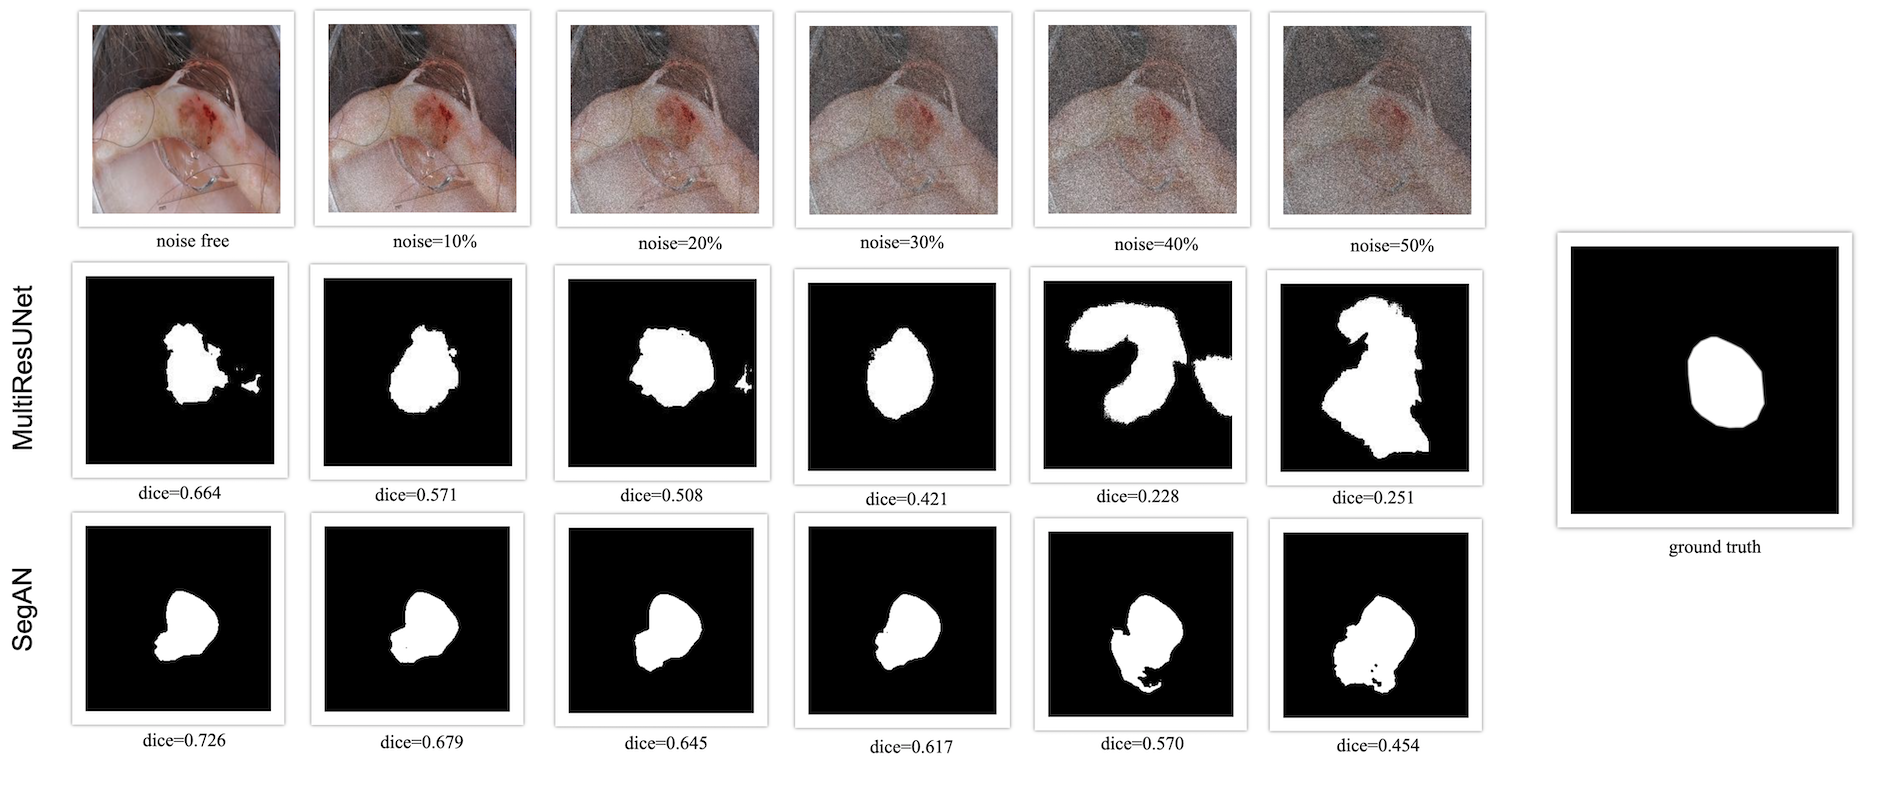 noise free
noise=10%
noise=20%
noise=30%
noise=40%
noise=50%
MultiResUNet
dice=0.664
dice=0.571
dice=0.508
dice=0.421
dice=0.228
dice=0.251
ground truth
SegAN
dice=0.726
dice=0.679
dice=0.645
dice=0.617
dice=0.570
dice=0.454